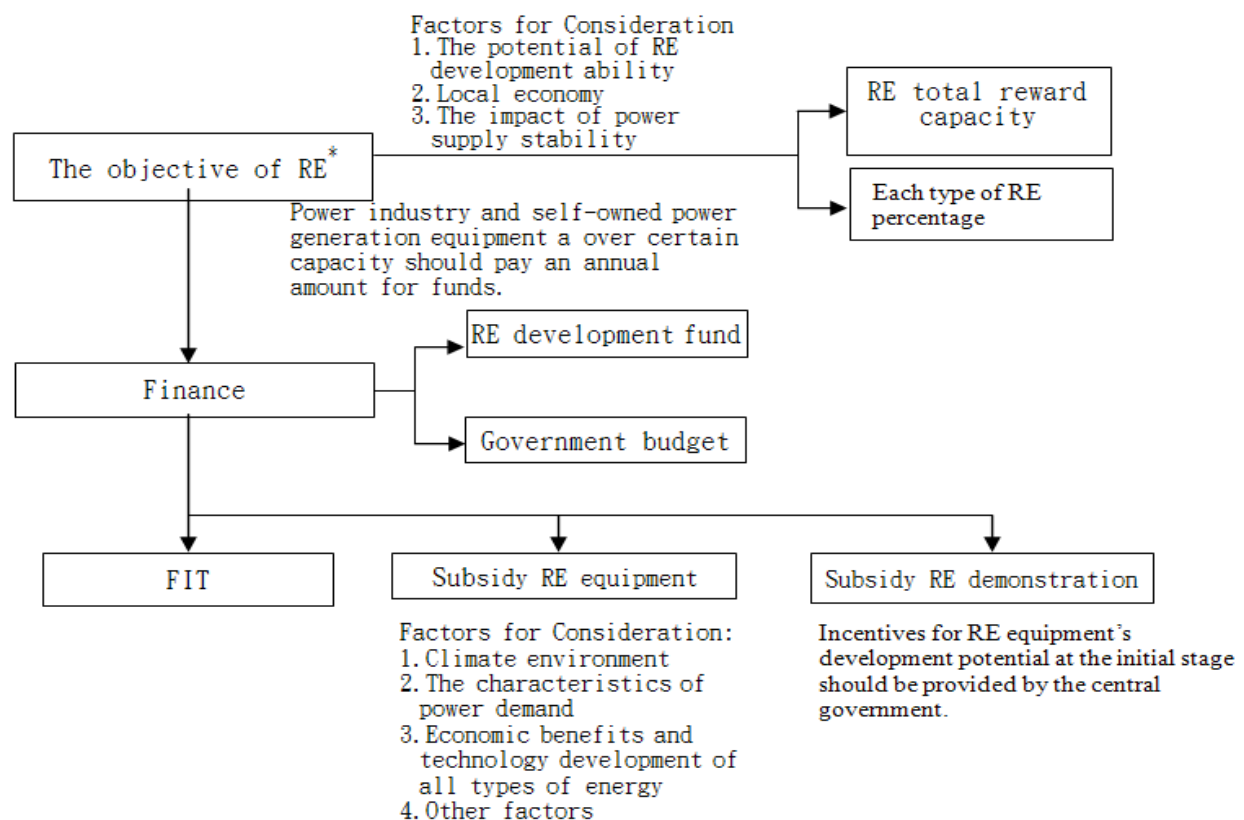 Factors for Consideration
1. The potential of RE
development ability
2. Local economy
3. The impact of power
supply stability
RE total reward
capacity
The objective of RE*
Each type of RE
percentage
Power industry and self-owned power
generation equipment a over certain
capacity should pay an annual
amount for funds.
RE development fund
Finance
Government budget
FIT
Subsidy RE equipment
Subsidy RE demonstration
Factors for Consideration:
1. Climate environment
2. The characteristics of
power demand
3. Economic benefits and
technology development of
all types of energy
4. Other factors
Incentives for RE equipment’s
development potential at the initial stage
should be provided by the central
government.